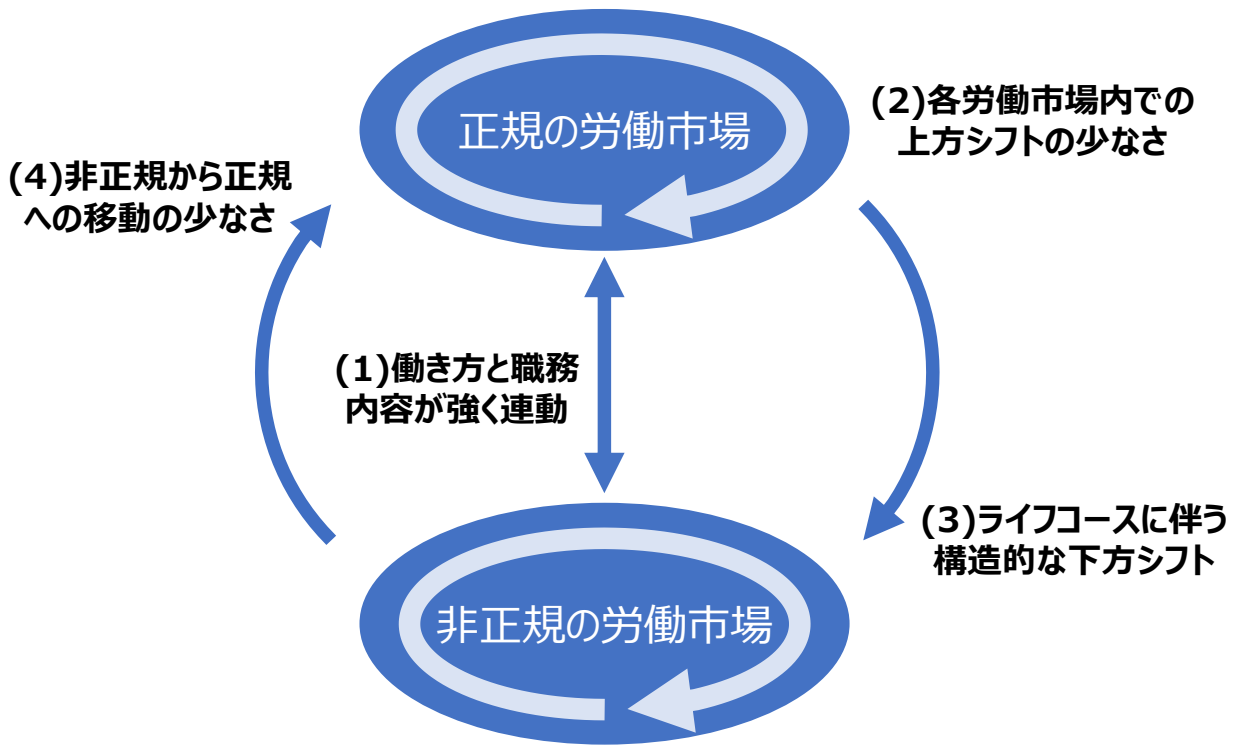 正規の労働市場
(2)各労働市場内での
上方シフトの少なさ
(4)非正規から正規
への移動の少なさ
(1)働き方と職務
内容が強く連動
(3)ライフコースに伴う
構造的な下方シフト
非正規の労働市場